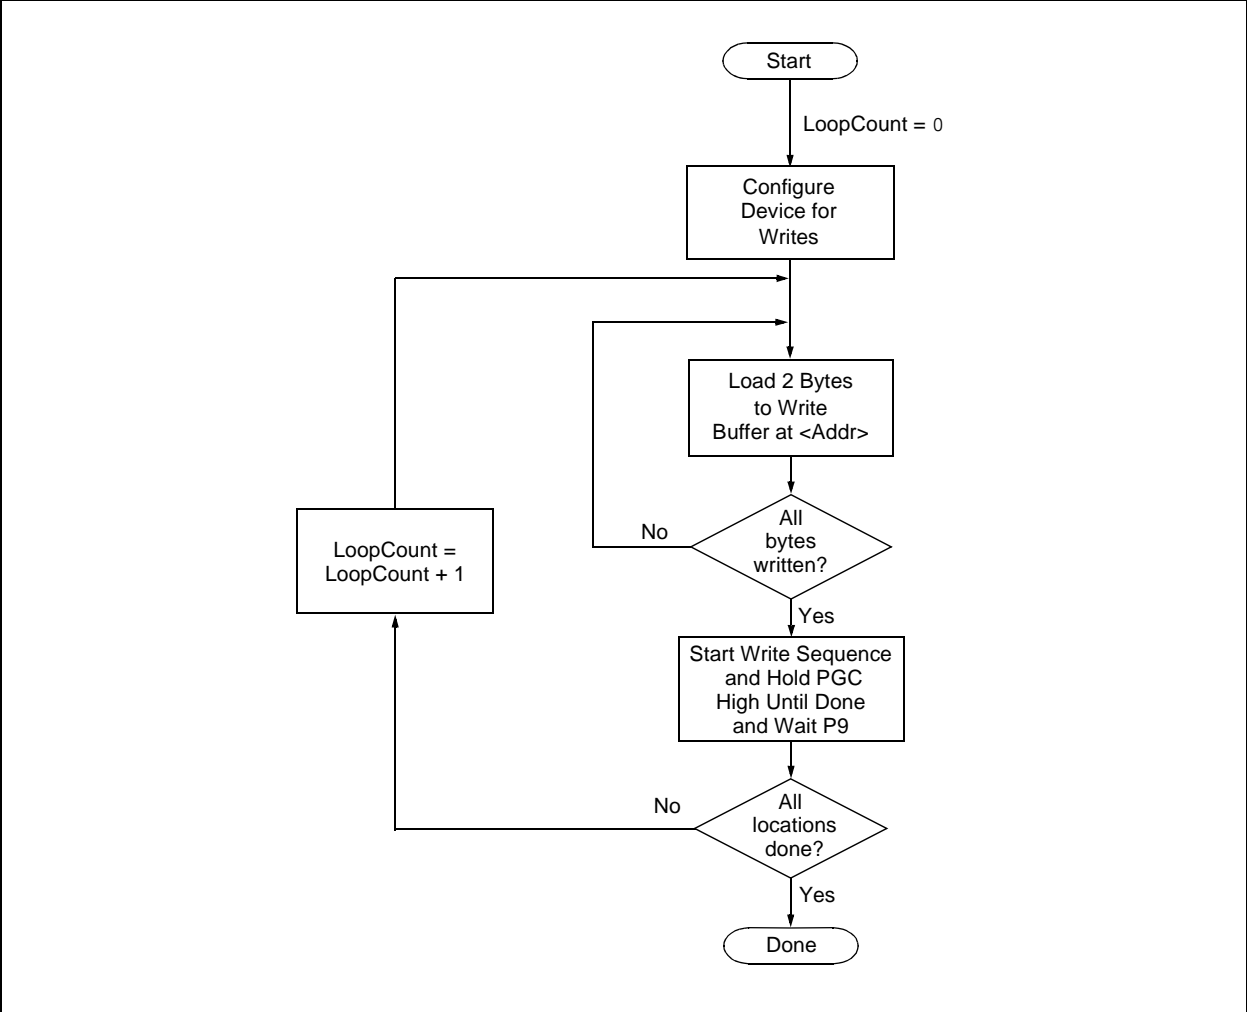 Start
LoopCount = 0
Configure
Device for
Writes
Load 2 Bytes
to Write
Buffer at <Addr>
All
bytes
written?
No
Yes
LoopCount =
LoopCount + 1
Start Write Sequence
and Hold PGC
High Until Done
and Wait P9
All
locations
done?
No
Yes
Done